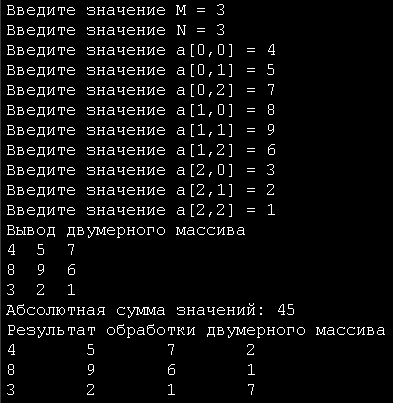 Введите значение M = 3
Введите значение N = 3
Введите значение a[0,0] = 4
Введите значение a[0,1] = 5
Введите значение a[0,2] = 7
Введите значение a[1,0] = 8
Введите значение a[1,1] = 9
Введите значение a[1,2] = 6
Введите значение a[2,0] = 3
Введите значение a[2,1] = 2
Введите значение a[2,2] = 1
Вывод двумерного массива
4 5 7
8 9 6
3 2 1
Абсолютная сумма значений: 45
Результат обработки двумерного массива
4 5 7 2
8 9 6 1
3 2 1 7